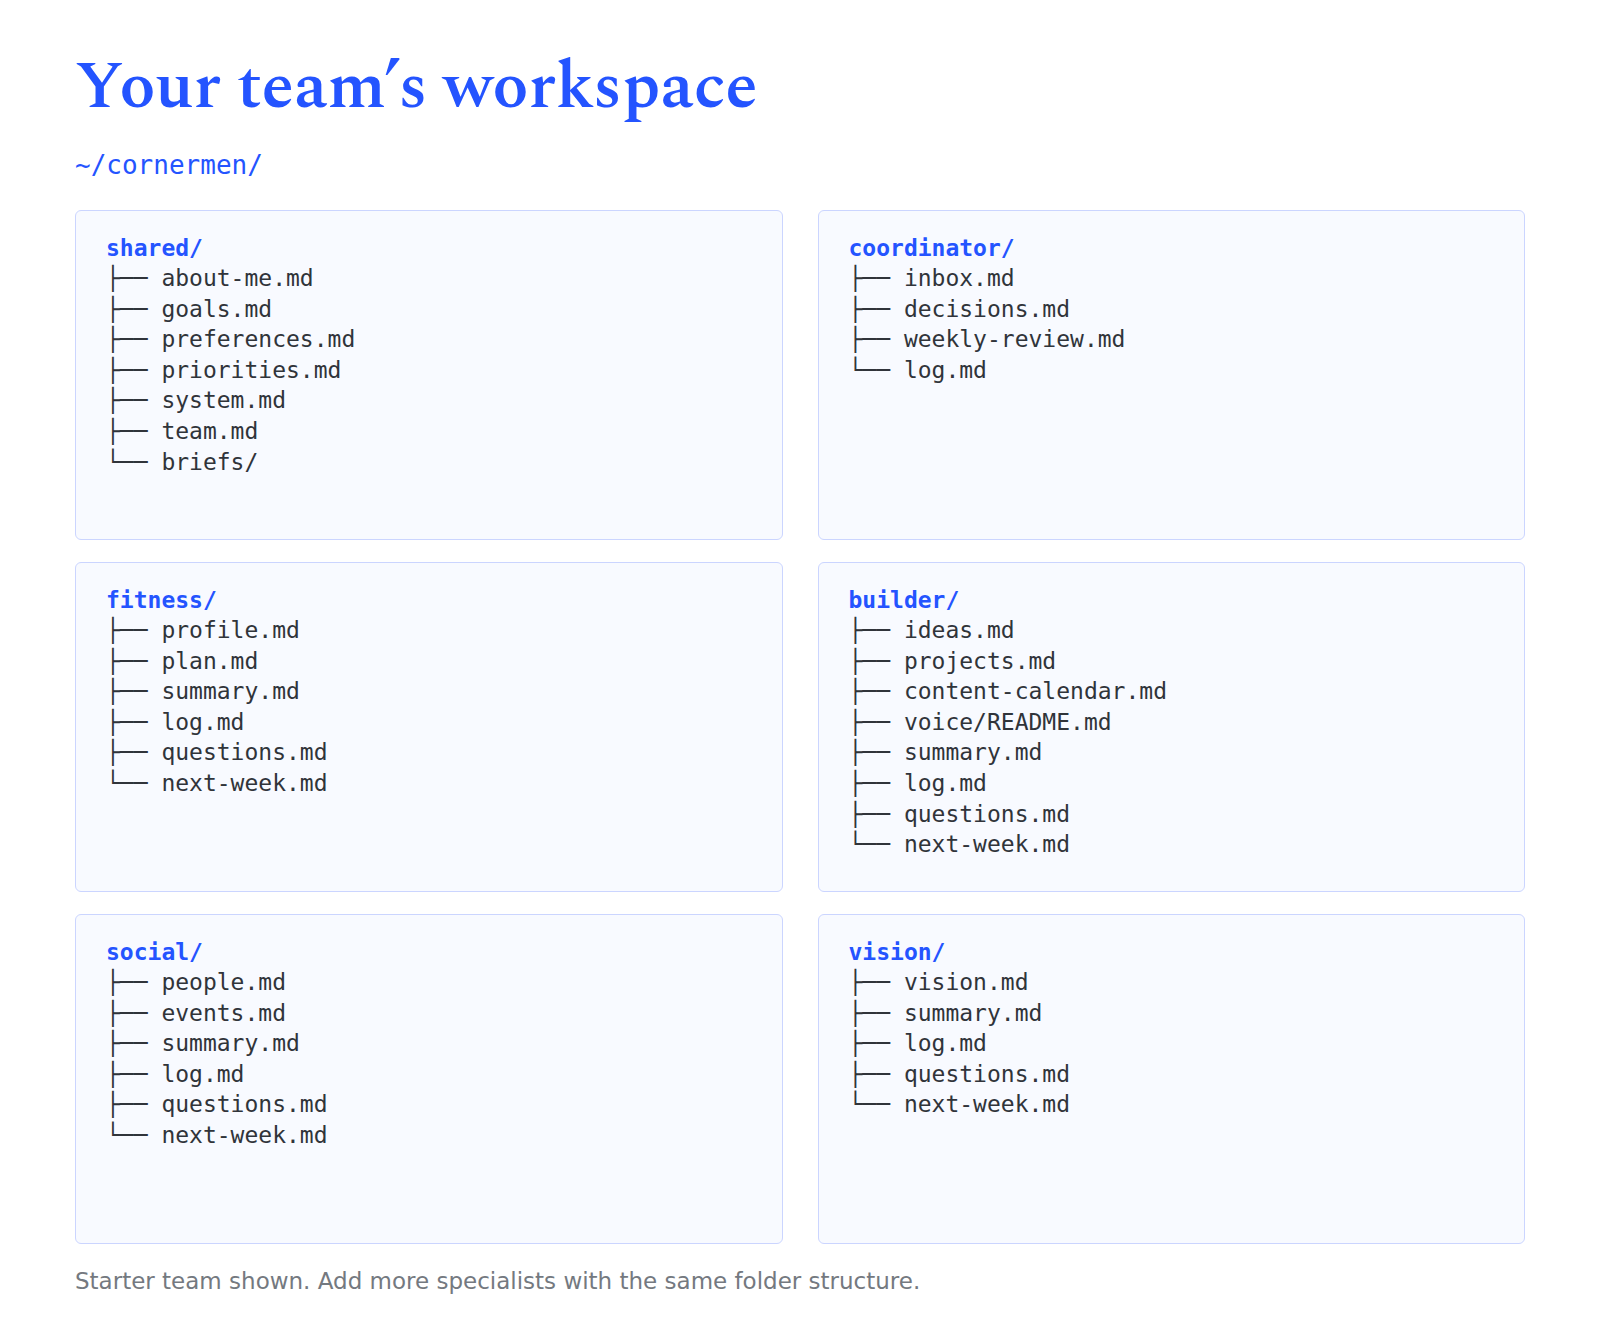 Your team's workspace
~/cornermen/
shared/
├── about-me.md
├── goals.md
├── preferences.md
├── priorities.md
├── system.md
├── team.md
└── briefs/
coordinator/
├── inbox.md
├── decisions.md
├── weekly-review.md
└── log.md
fitness/
├── profile.md
├── plan.md
├── summary.md
├── log.md
├── questions.md
└── next-week.md
builder/
├── ideas.md
├── projects.md
├── content-calendar.md
├── voice/README.md
├── summary.md
├── log.md
├── questions.md
└── next-week.md
social/
├── people.md
├── events.md
├── summary.md
├── log.md
├── questions.md
└── next-week.md
vision/
├── vision.md
├── summary.md
├── log.md
├── questions.md
└── next-week.md
Starter team shown. Add more specialists with the same folder structure.